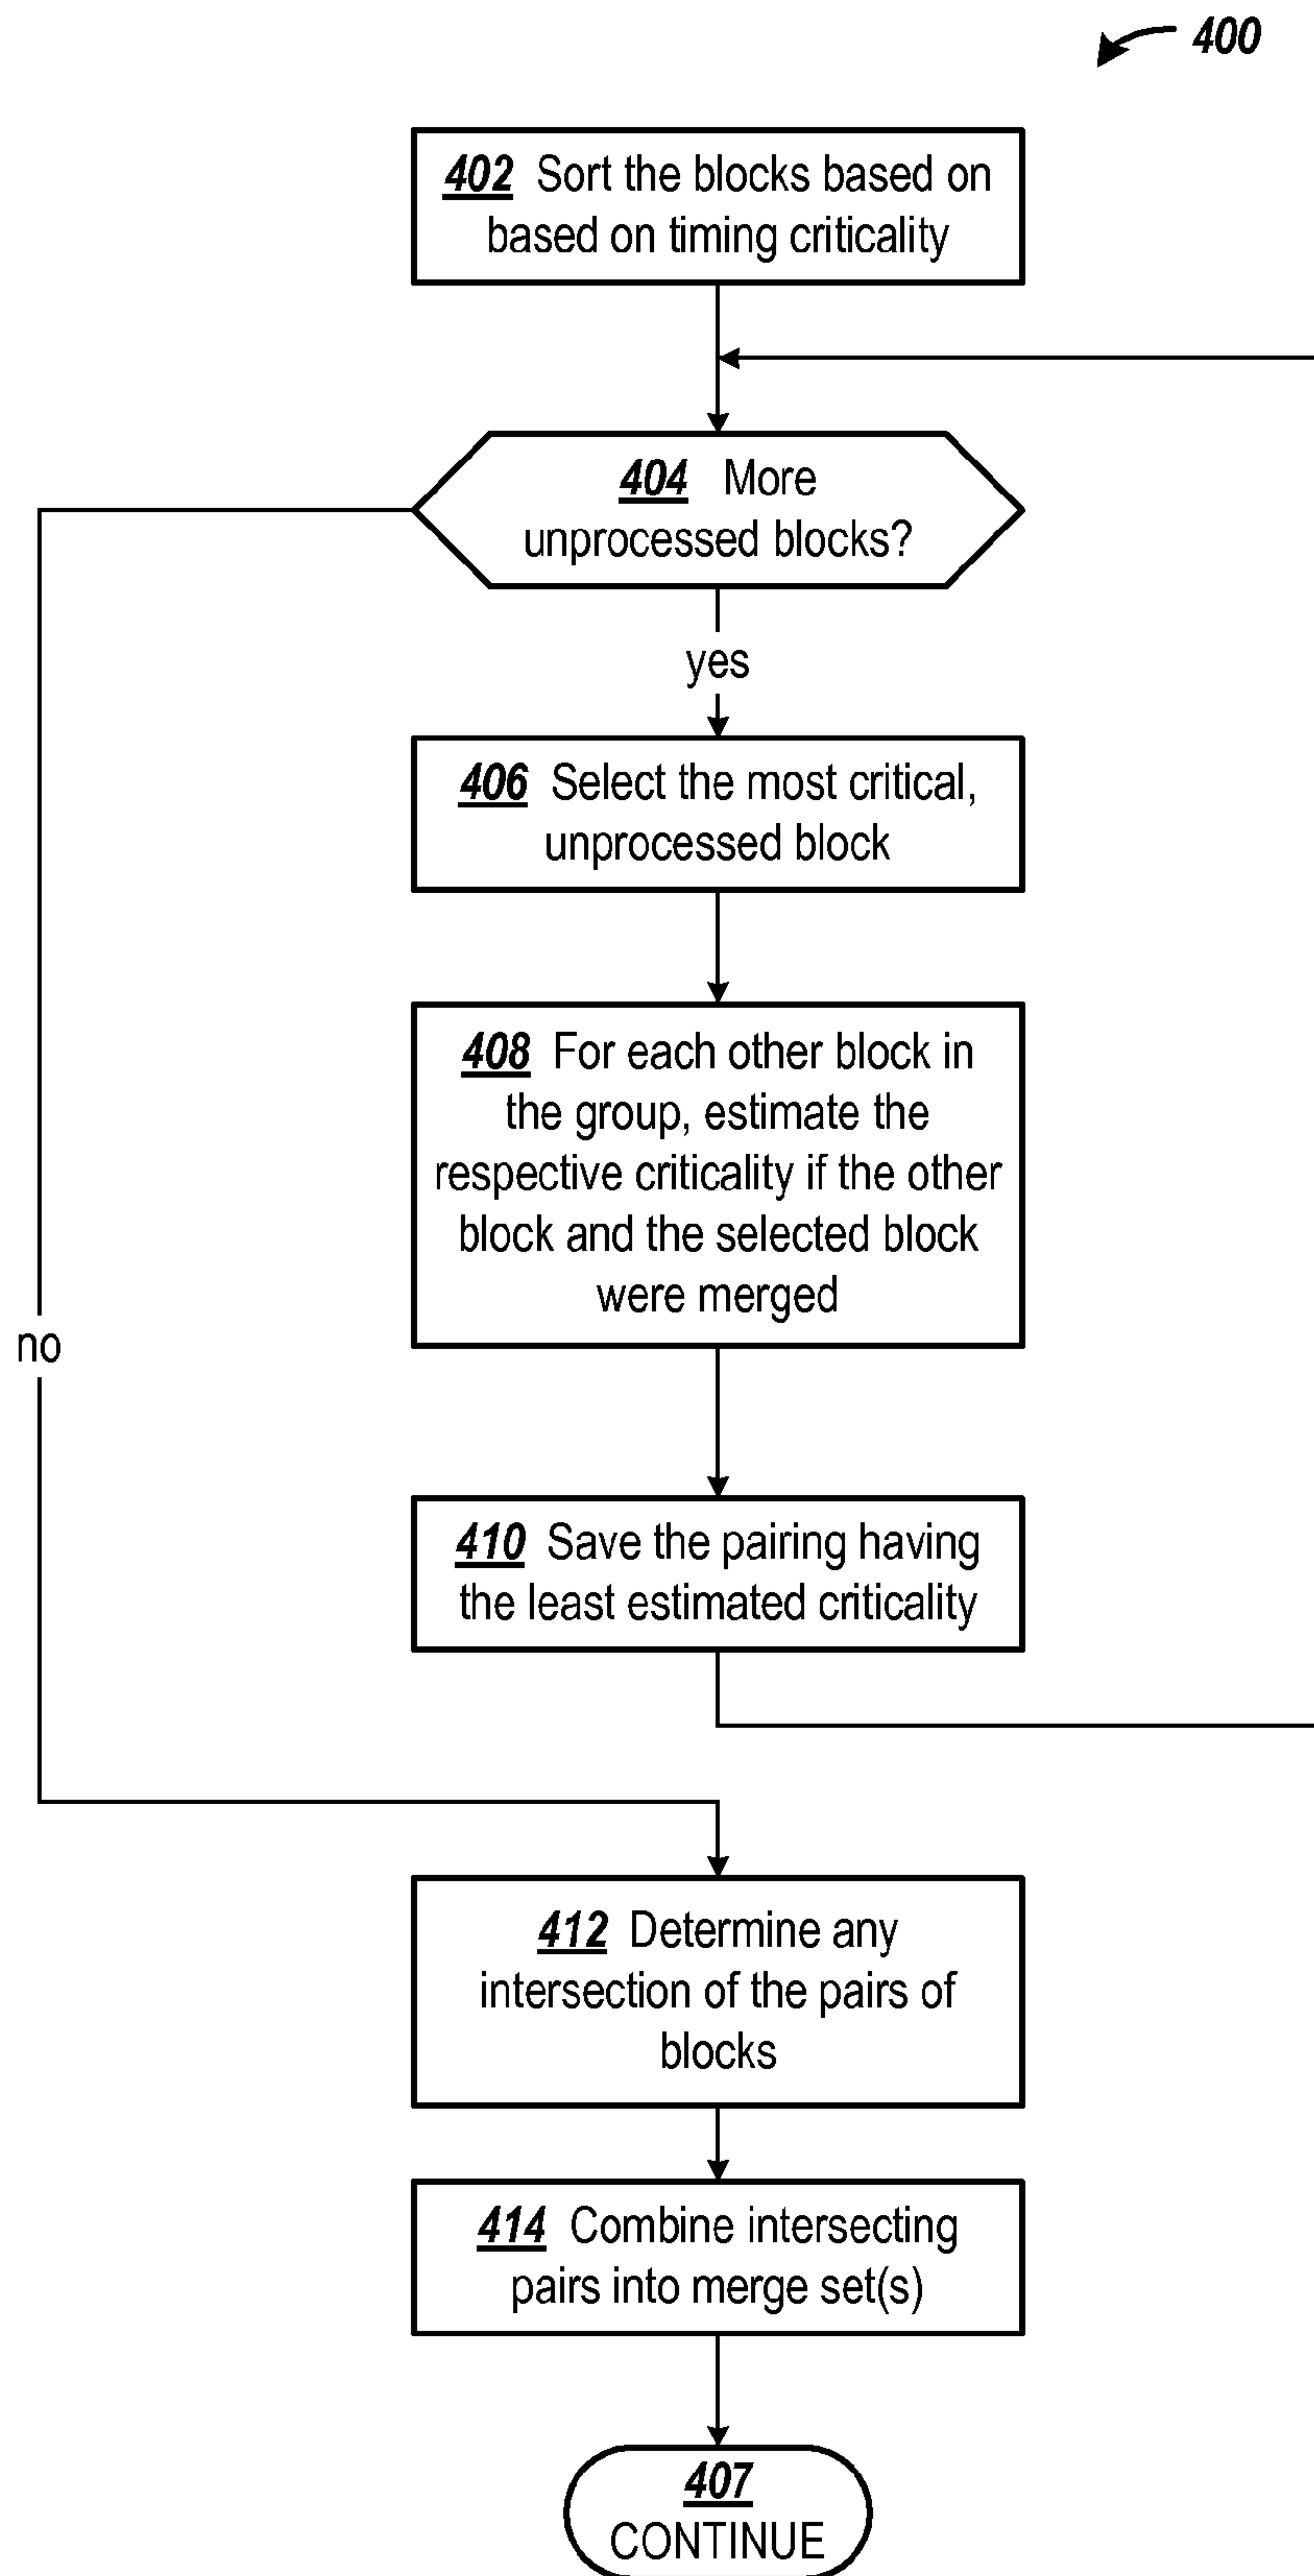 400
402 Sort the blocks based on
based on timing criticality
404 More
unprocessed blocks?
yes
406 Select the most critical,
unprocessed block
408 For each other block in
the group, estimate the
respective criticality if the other
block and the selected block
were merged
no
410 Save the pairing having
the least estimated criticality
412 Determine any
intersection of the pairs of
blocks
414 Combine intersecting
pairs into merge set(s)
407
CONTINUE